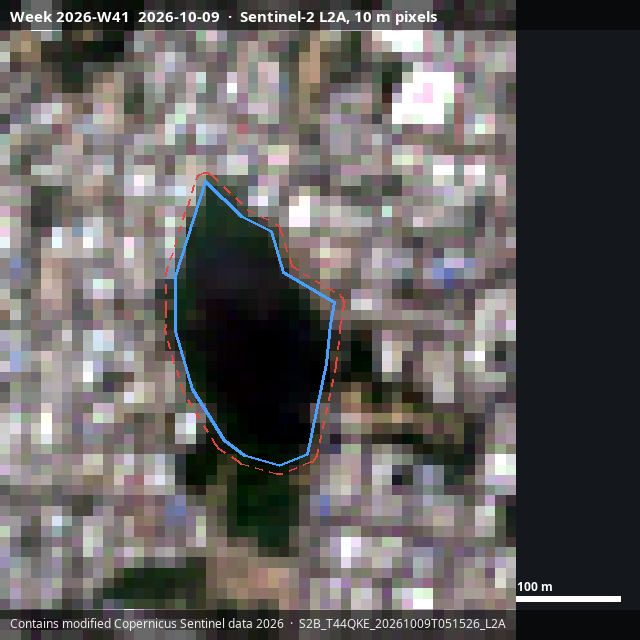 Week 2026-W41  2026-10-09  ·  Sentinel-2 L2A, 10 m pixels
100 m
Contains modified Copernicus Sentinel data 2026  ·  S2B_T44QKE_20261009T051526_L2A